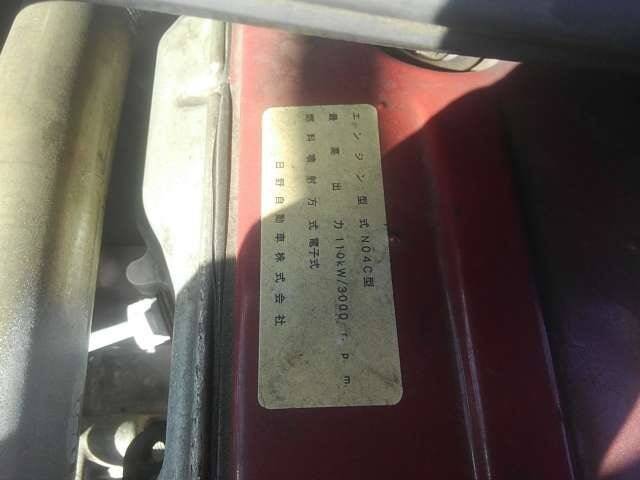 エンジン型式 N04C型
最高出力 110kW/3000r.p.m.
燃料噴射方式 電子式
日野自動車株式会社